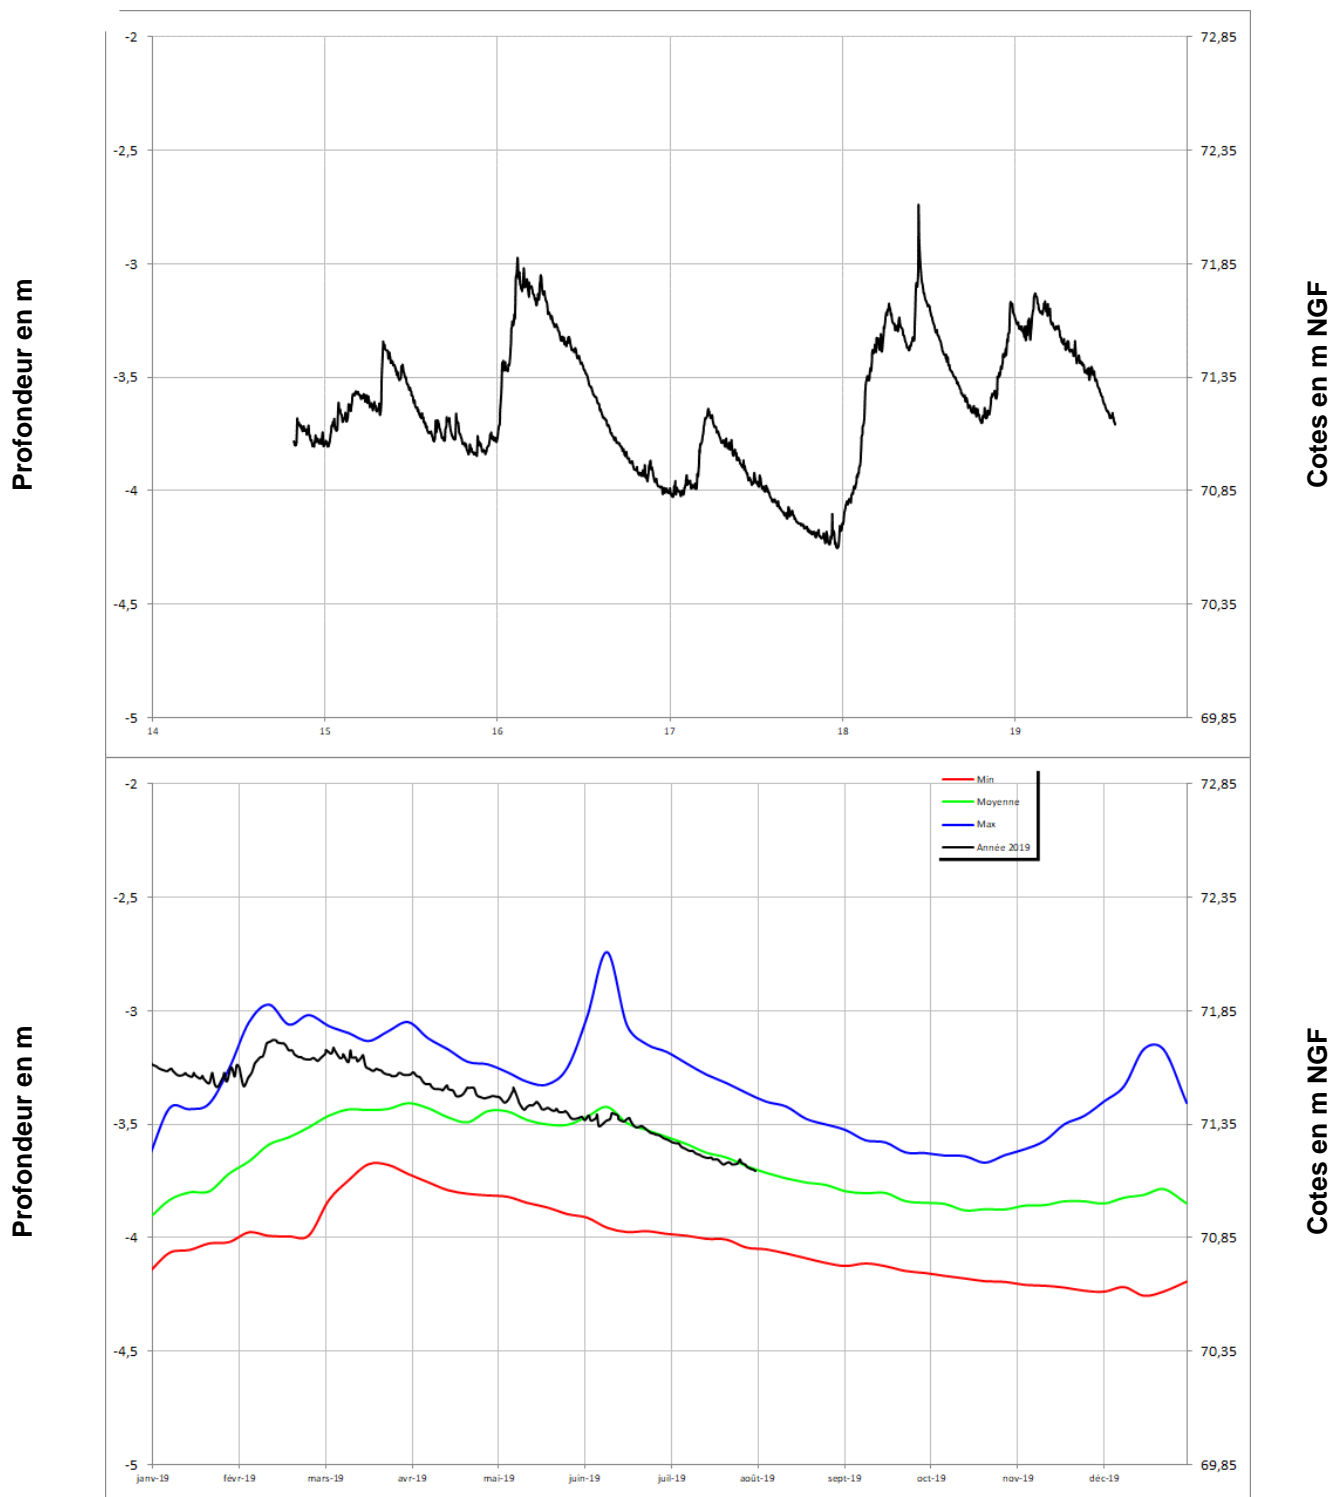 -2
-2,5
-3
-3,5
-4
-4,5
-5
Profondeur en m
72,85
72,35
71,85
71,35
70,85
70,35
69,85
Cotes en m NGF
14
15
16
17
18
19
Min
Moyenne
Max
Année 2019
-2
-2,5
-3
-3,5
-4
-4,5
-5
Profondeur en m
72,85
72,35
71,85
71,35
70,85
70,35
69,85
Cotes en m NGF
janv-19
févr-19
mars-19
avr-19
mai-19
juin-19
juil-19
août-19
sept-19
oct-19
nov-19
déc-19